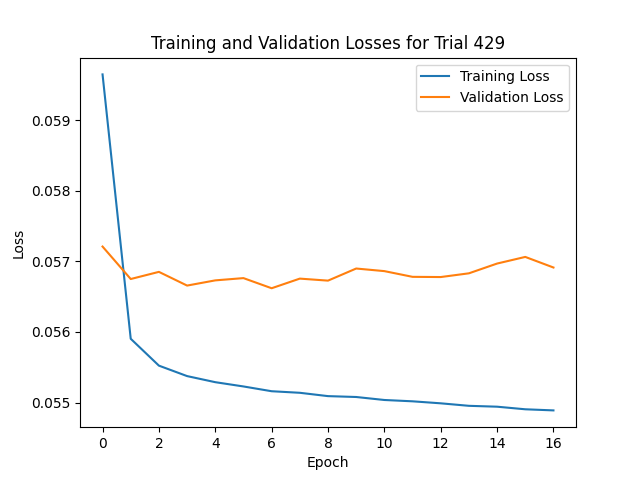 Training and Validation Losses for Trial 429
Training Loss
Validation Loss
0.059
0.058
0.057
0.056
0.055
Loss
0 2 4 6 8 10 12 14 16
Epoch